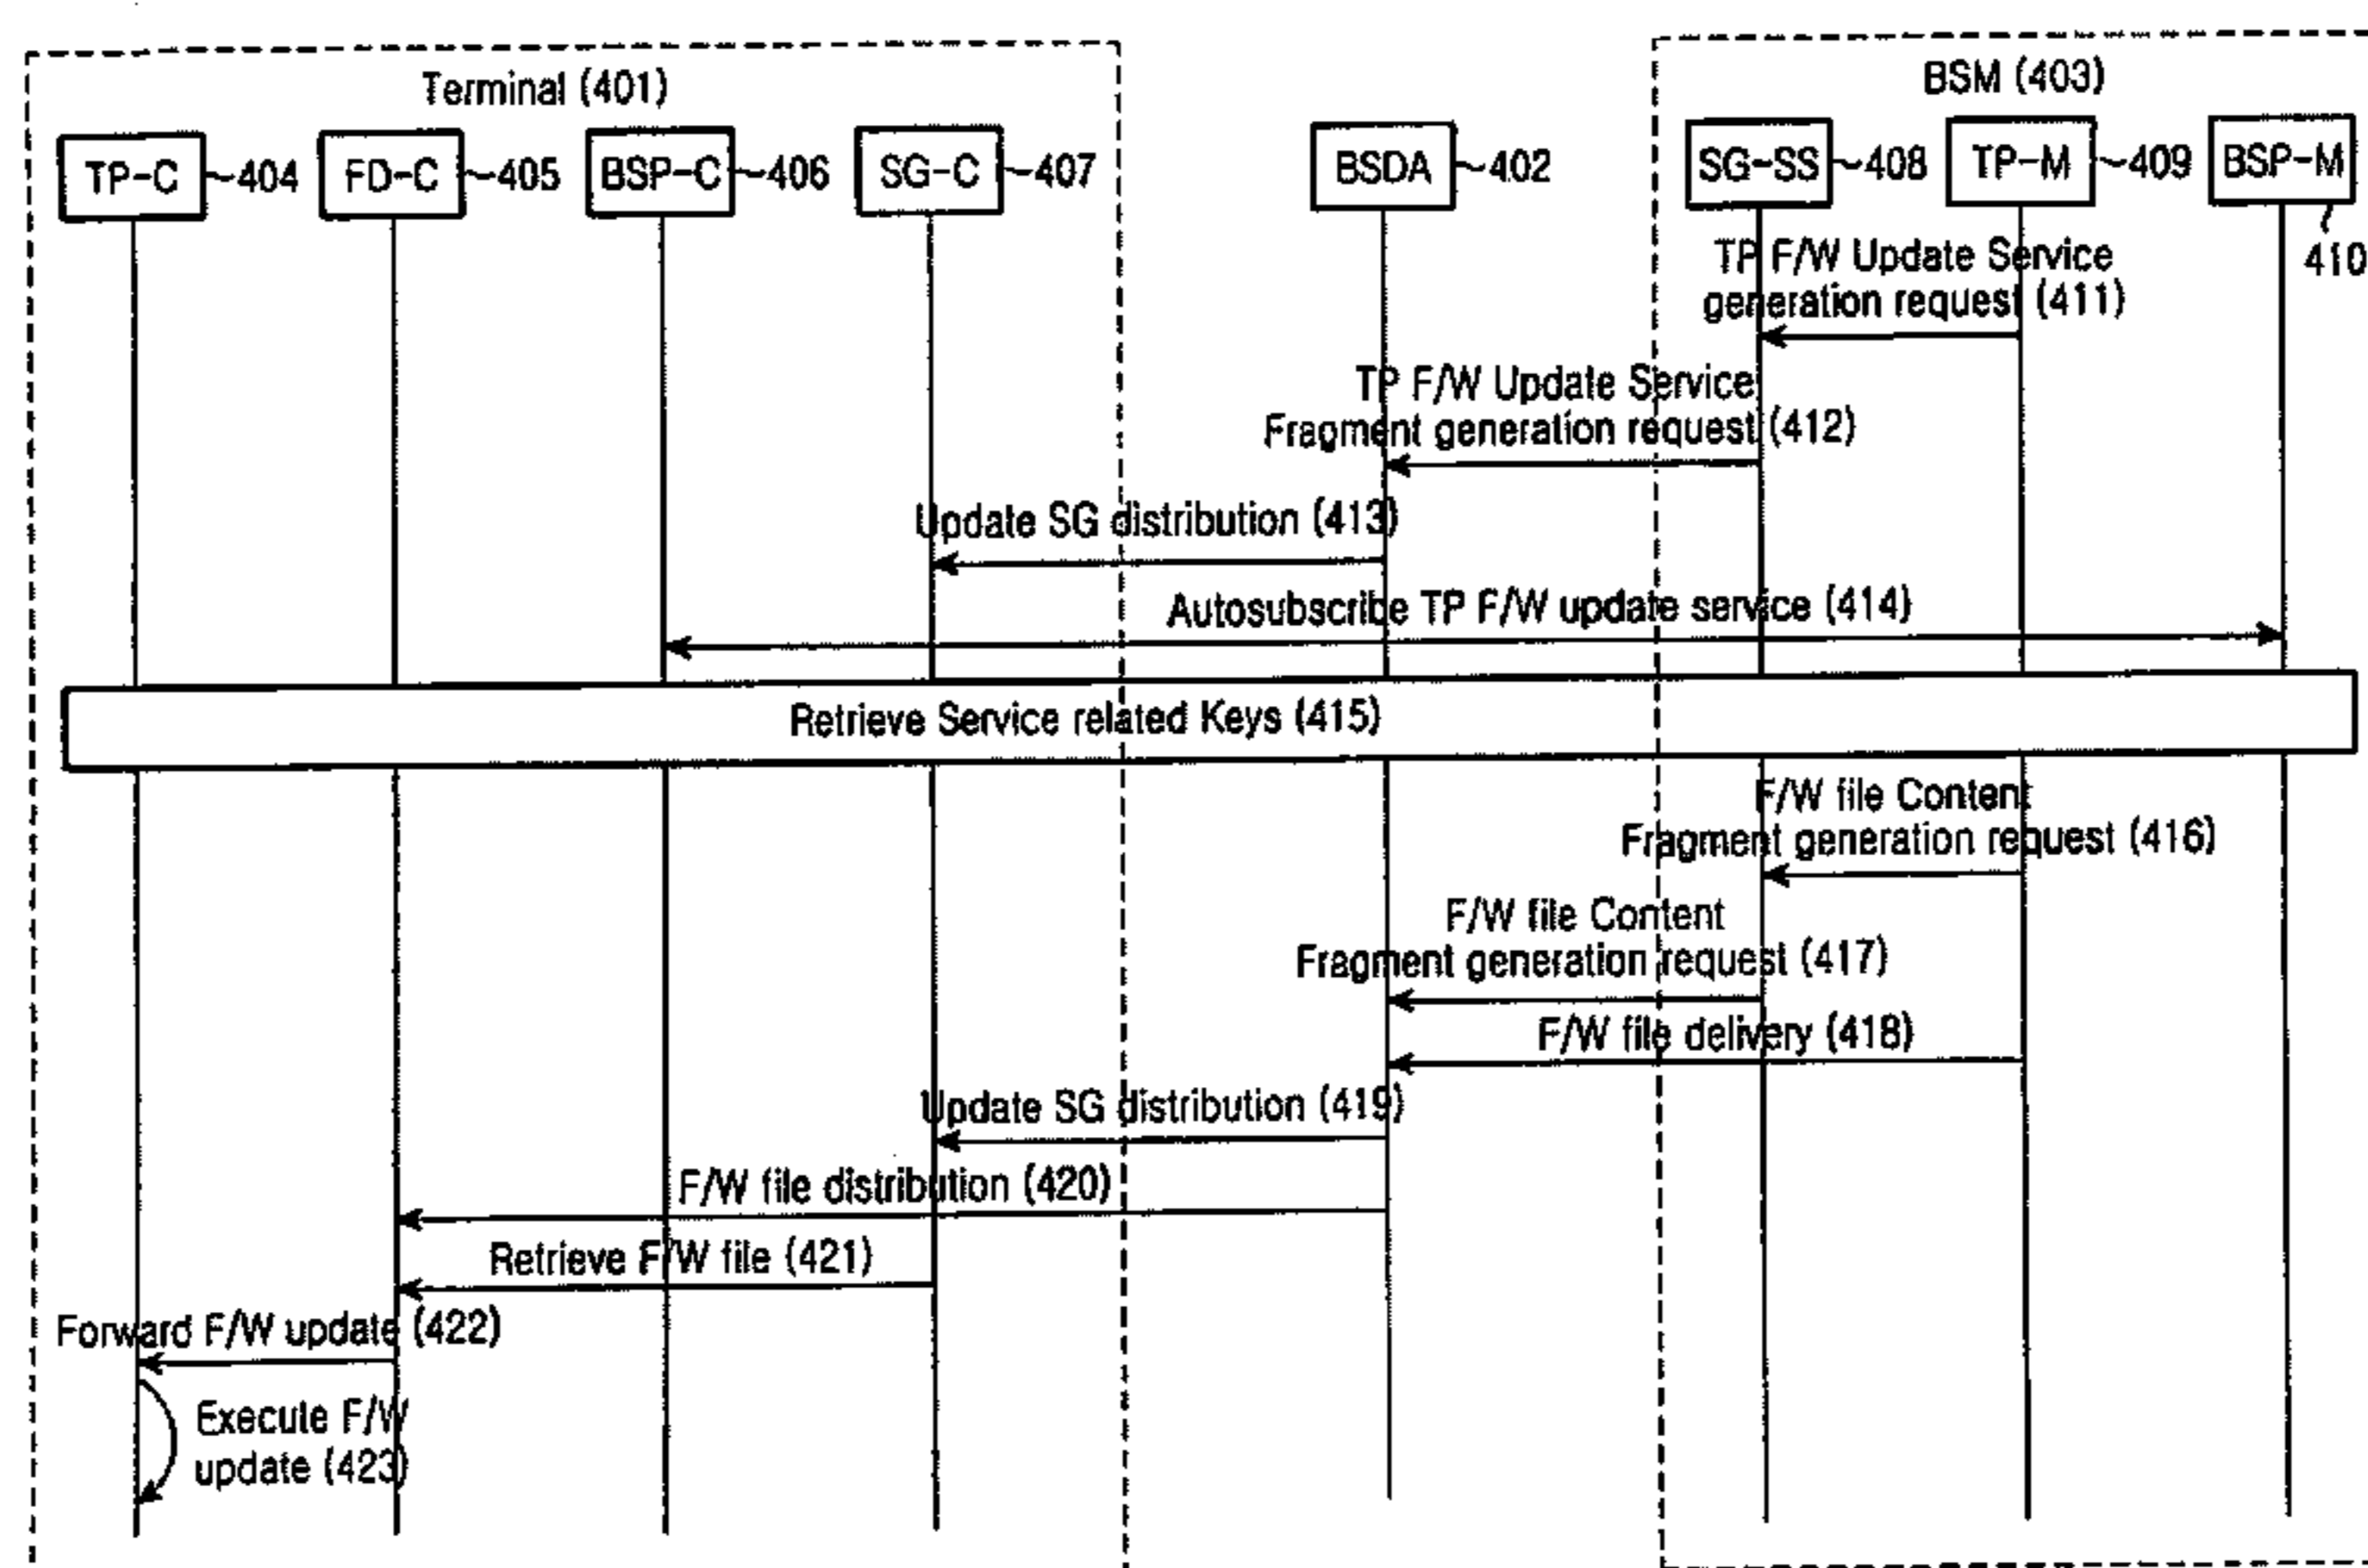 Terminal (401)
BSM (403)
TP-C ~404
FD-C ~405
BSP-C ~406
SG-C ~407
BSDA ~402
SG-SS ~408
TP-M ~409
BSP-M
410
TP F/W Update Service
generation request (411)
TP F/W Update Service
Fragment generation request (412)
Update SG distribution (413)
Autosubscribe TP F/W update service (414)
Retrieve Service related Keys (415)
F/W file Content
Fragment generation request (416)
F/W file Content
Fragment generation request (417)
F/W file delivery (418)
Update SG distribution (419)
F/W file distribution (420)
Retrieve F/W file (421)
Forward F/W update (422)
Execute F/W
update (423)